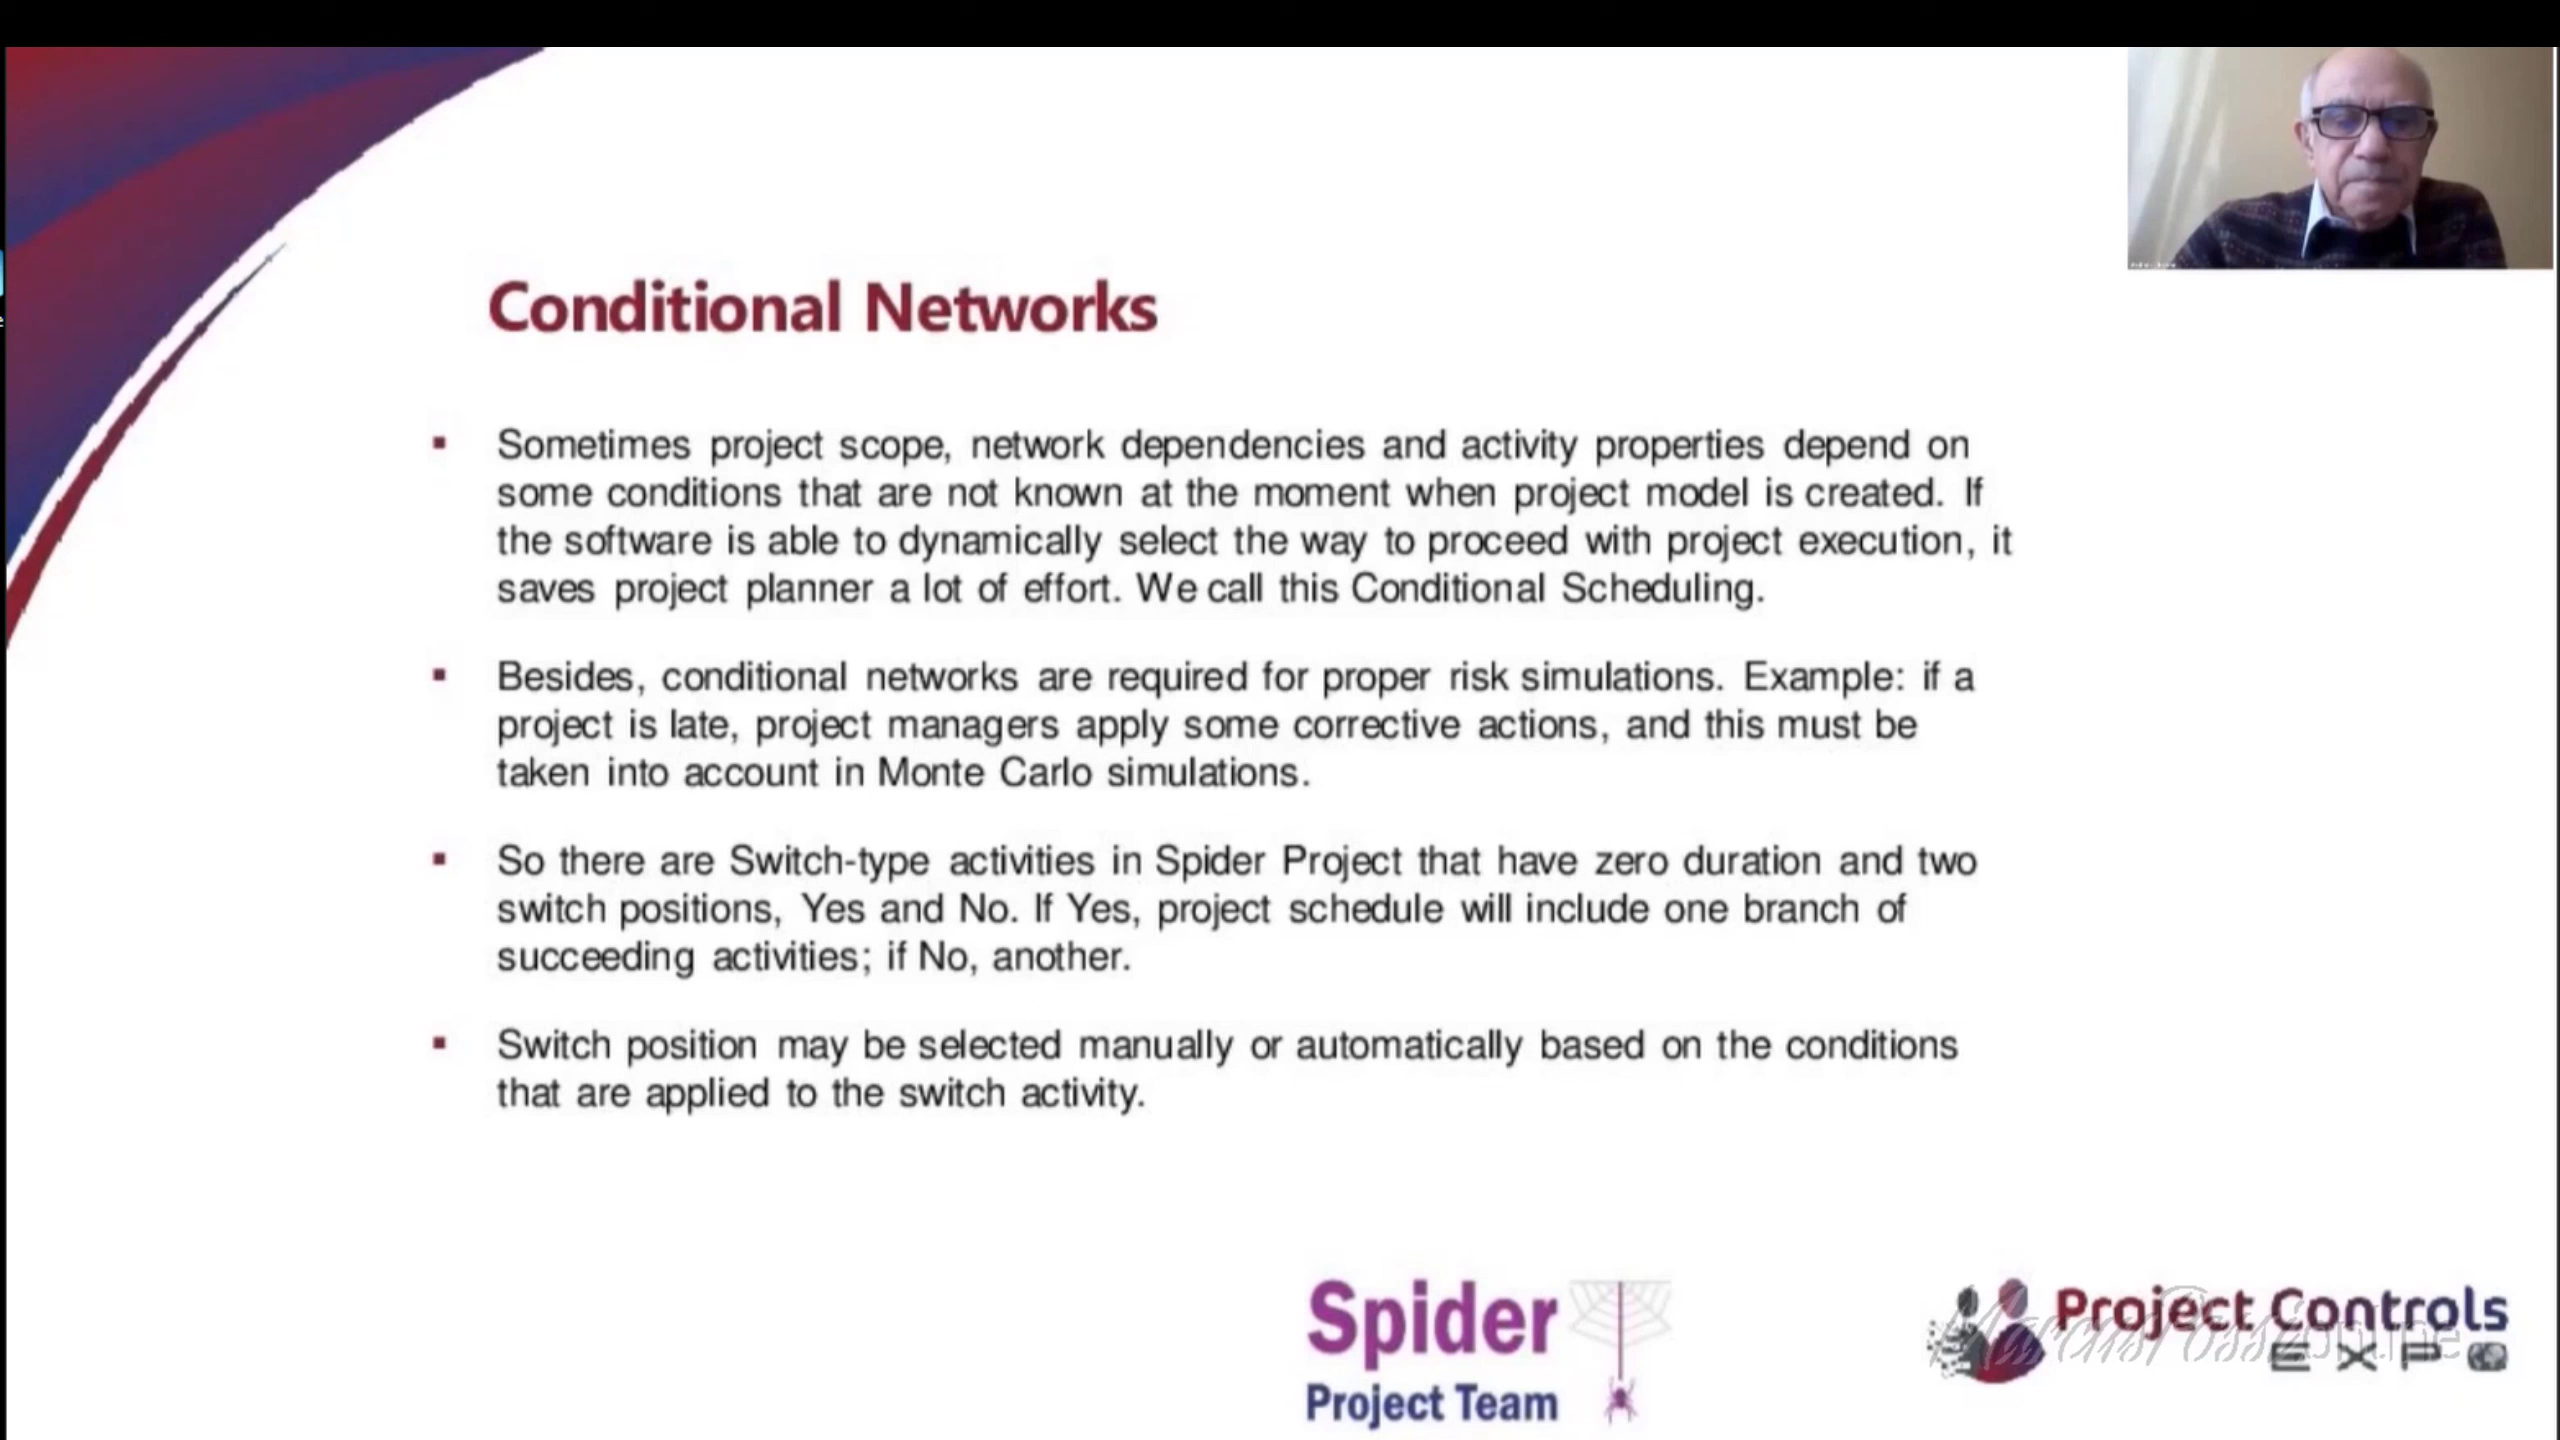 Conditional Networks
Sometimes project scope, network dependencies and activity properties depend on
some conditions that are not known at the moment when project model is created. If
the software is able to dynamically select the way to proceed with project execution, it
saves project planner a lot of effort. We call this Conditional Scheduling.
Besides, conditional networks are required for proper risk simulations. Example: if a
project is late, project managers apply some corrective actions, and this must be
taken into account in Monte Carlo simulations.
So there are Switch-type activities in Spider Project that have zero duration and two
switch positions, Yes and No. If Yes, project schedule will include one branch of
succeeding activities; if No, another.
Switch position may be selected manually or automatically based on the conditions
that are applied to the switch activity.
Spider
Project Team
Project Controls
EXPO